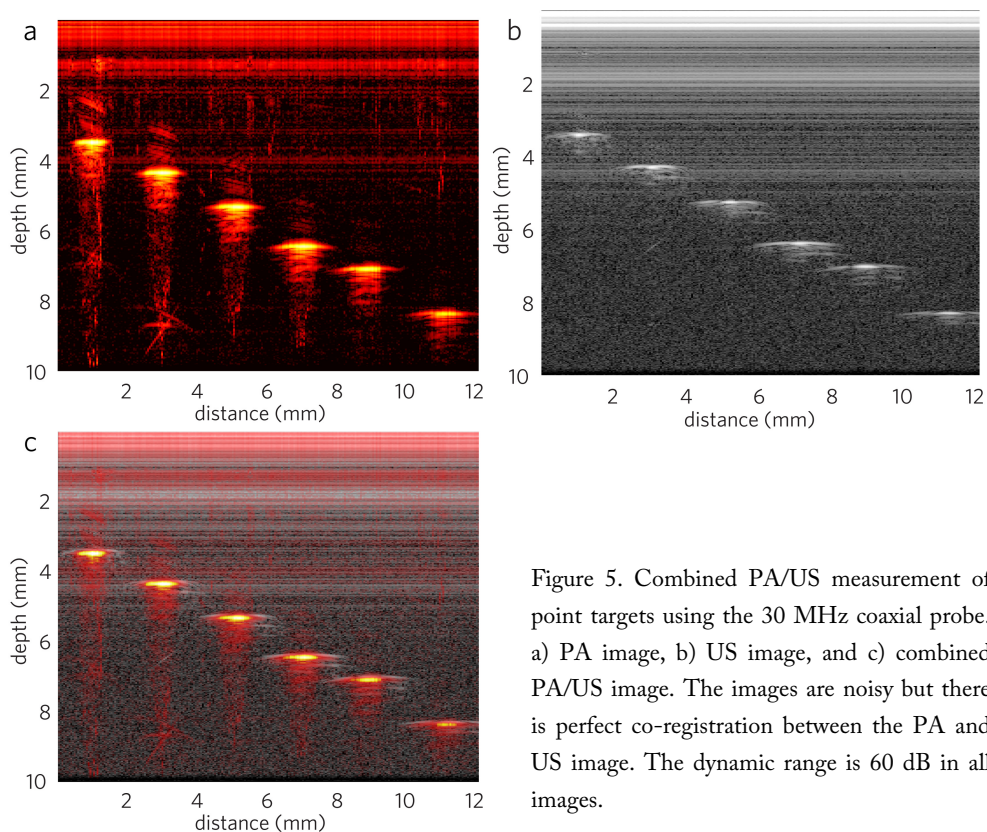 a
2
4
6
8
10
depth (mm)
2 4 6 8 10 12
distance (mm)
b
2
4
6
8
10
depth (mm)
2 4 6 8 10 12
distance (mm)
c
2
4
6
8
10
depth (mm)
2 4 6 8 10 12
distance (mm)
Figure 5. Combined PA/US measurement of
point targets using the 30 MHz coaxial probe.
a) PA image, b) US image, and c) combined
PA/US image. The images are noisy but there
is perfect co-registration between the PA and
US image. The dynamic range is 60 dB in all
images.